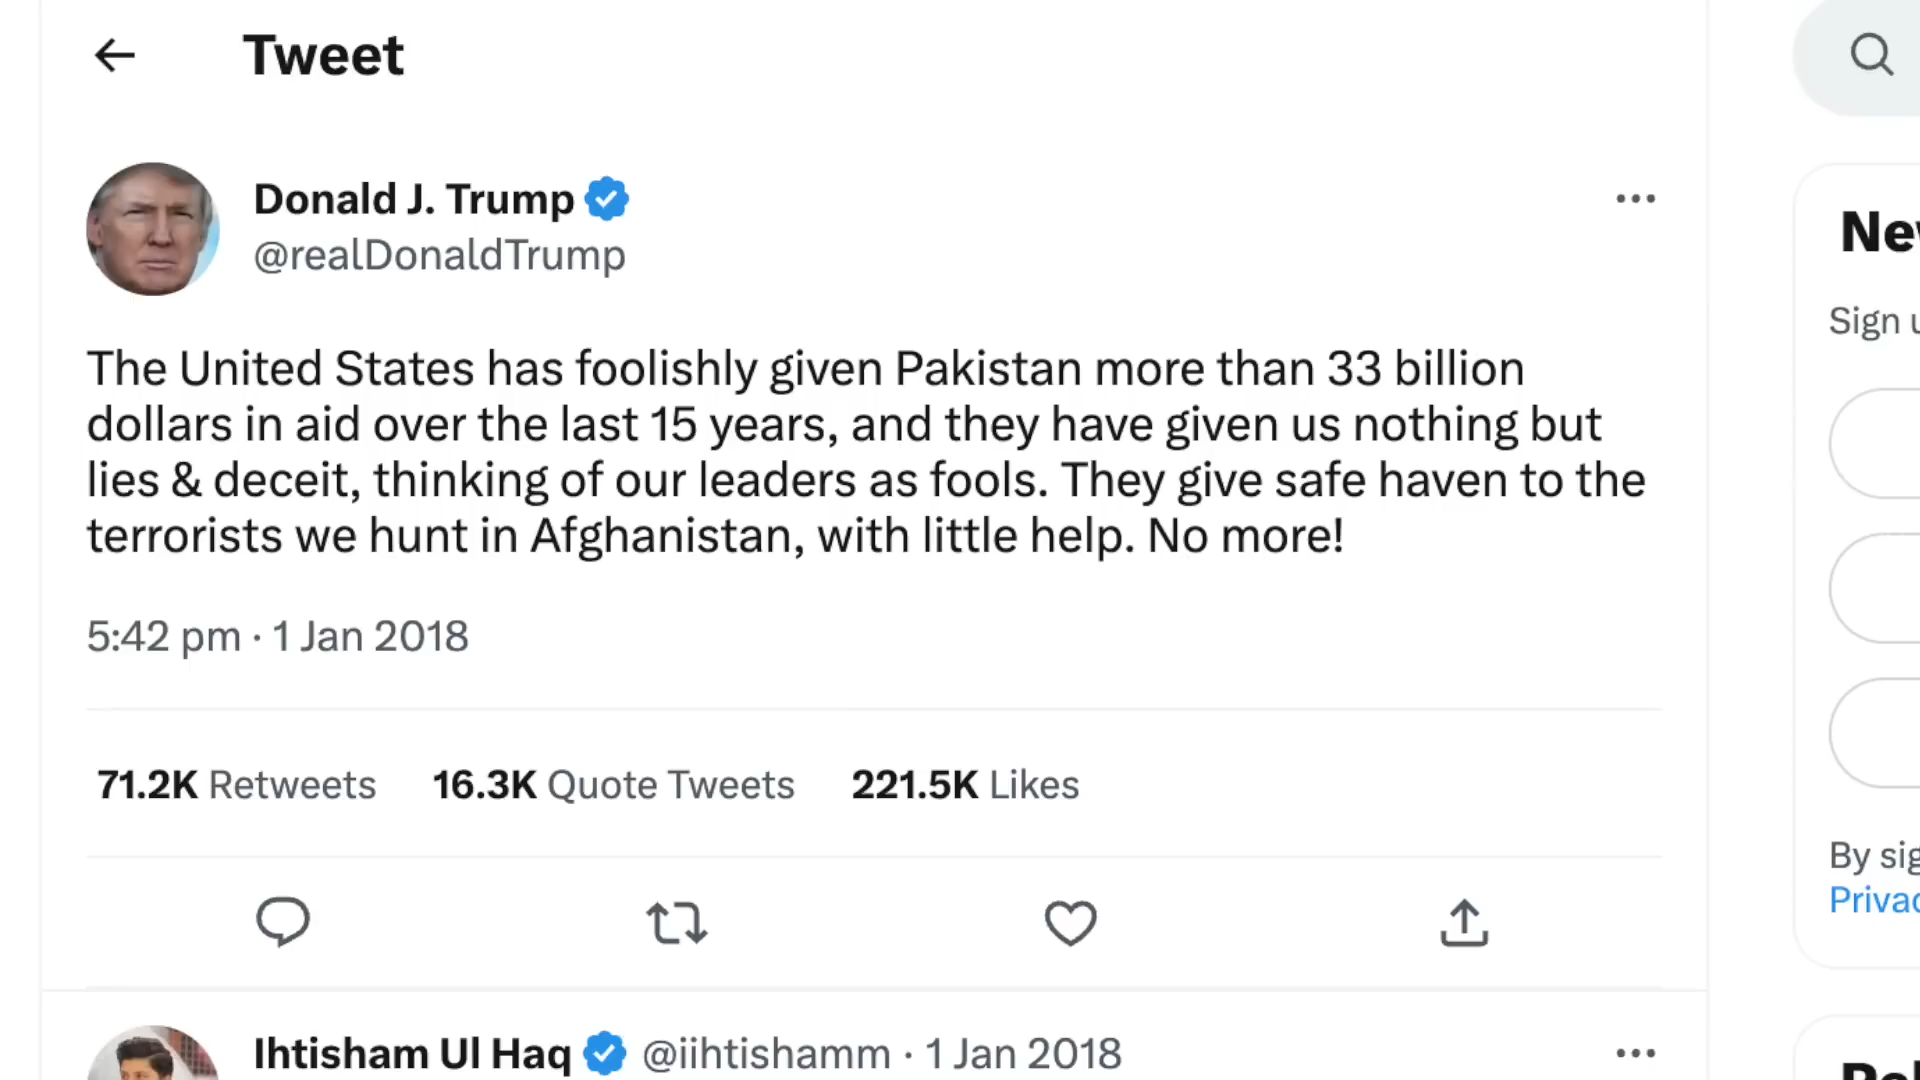 Tweet
Donald J. Trump
@realDonaldTrump
The United States has foolishly given Pakistan more than 33 billion
dollars in aid over the last 15 years, and they have given us nothing but
lies & deceit, thinking of our leaders as fools. They give safe haven to the
terrorists we hunt in Afghanistan, with little help. No more!
5:42 pm · 1 Jan 2018
71.2K Retweets 16.3K Quote Tweets 221.5K Likes
Ihtisham Ul Haq @iihtishamm · 1 Jan 2018
Sign
By